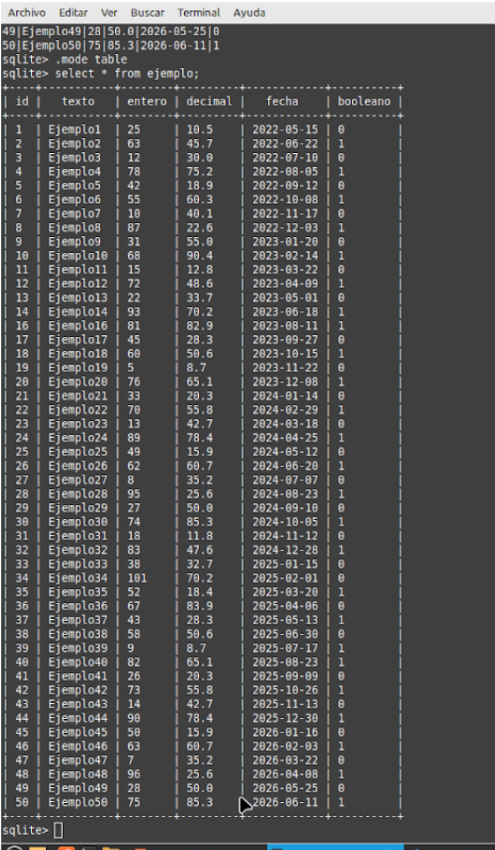 Archivo Editar Ver Buscar Terminal Ayuda
49|Ejemplo49|28|50.0|2026-05-25|0
50|Ejemplo50|75|85.3|2026-06-11|1
sqlite> .mode table
sqlite> select * from ejemplo;
+----+-----------+--------+---------+------------+----------+
| id | texto | entero | decimal | fecha | booleano |
+----+-----------+--------+---------+------------+----------+
| 1 | Ejemplo1 | 25 | 10.5 | 2022-05-15 | 0 |
| 2 | Ejemplo2 | 63 | 45.7 | 2022-06-22 | 1 |
| 3 | Ejemplo3 | 12 | 30.0 | 2022-07-10 | 0 |
| 4 | Ejemplo4 | 78 | 75.2 | 2022-08-05 | 1 |
| 5 | Ejemplo5 | 42 | 18.9 | 2022-09-12 | 0 |
| 6 | Ejemplo6 | 55 | 60.3 | 2022-10-08 | 1 |
| 7 | Ejemplo7 | 10 | 40.1 | 2022-11-17 | 0 |
| 8 | Ejemplo8 | 87 | 22.6 | 2022-12-03 | 1 |
| 9 | Ejemplo9 | 31 | 55.0 | 2023-01-20 | 0 |
| 10 | Ejemplo10 | 68 | 90.4 | 2023-02-14 | 1 |
| 11 | Ejemplo11 | 15 | 12.8 | 2023-03-22 | 0 |
| 12 | Ejemplo12 | 72 | 48.6 | 2023-04-09 | 1 |
| 13 | Ejemplo13 | 22 | 33.7 | 2023-05-01 | 0 |
| 14 | Ejemplo14 | 93 | 70.2 | 2023-06-18 | 1 |
| 16 | Ejemplo16 | 81 | 82.9 | 2023-08-11 | 1 |
| 17 | Ejemplo17 | 45 | 28.3 | 2023-09-27 | 0 |
| 18 | Ejemplo18 | 60 | 50.6 | 2023-10-15 | 1 |
| 19 | Ejemplo19 | 5 | 8.7 | 2023-11-22 | 0 |
| 20 | Ejemplo20 | 76 | 65.1 | 2023-12-08 | 1 |
| 21 | Ejemplo21 | 33 | 20.3 | 2024-01-14 | 0 |
| 22 | Ejemplo22 | 70 | 55.8 | 2024-02-29 | 1 |
| 23 | Ejemplo23 | 13 | 42.7 | 2024-03-18 | 0 |
| 24 | Ejemplo24 | 89 | 78.4 | 2024-04-25 | 1 |
| 25 | Ejemplo25 | 49 | 15.9 | 2024-05-12 | 0 |
| 26 | Ejemplo26 | 62 | 60.7 | 2024-06-20 | 1 |
| 27 | Ejemplo27 | 8 | 35.2 | 2024-07-07 | 0 |
| 28 | Ejemplo28 | 95 | 25.6 | 2024-08-23 | 1 |
| 29 | Ejemplo29 | 27 | 50.0 | 2024-09-10 | 0 |
| 30 | Ejemplo30 | 74 | 85.3 | 2024-10-05 | 1 |
| 31 | Ejemplo31 | 18 | 11.8 | 2024-11-12 | 0 |
| 32 | Ejemplo32 | 83 | 47.6 | 2024-12-28 | 1 |
| 33 | Ejemplo33 | 38 | 32.7 | 2025-01-15 | 0 |
| 34 | Ejemplo34 | 101 | 70.2 | 2025-02-01 | 0 |
| 35 | Ejemplo35 | 52 | 18.4 | 2025-03-20 | 1 |
| 36 | Ejemplo36 | 67 | 83.9 | 2025-04-06 | 0 |
| 37 | Ejemplo37 | 43 | 28.3 | 2025-05-13 | 1 |
| 38 | Ejemplo38 | 58 | 50.6 | 2025-06-30 | 0 |
| 39 | Ejemplo39 | 9 | 8.7 | 2025-07-17 | 1 |
| 40 | Ejemplo40 | 82 | 65.1 | 2025-08-23 | 1 |
| 41 | Ejemplo41 | 26 | 20.3 | 2025-09-09 | 0 |
| 42 | Ejemplo42 | 73 | 55.8 | 2025-10-26 | 1 |
| 43 | Ejemplo43 | 14 | 42.7 | 2025-11-13 | 0 |
| 44 | Ejemplo44 | 90 | 78.4 | 2025-12-30 | 1 |
| 45 | Ejemplo45 | 50 | 15.9 | 2026-01-16 | 0 |
| 46 | Ejemplo46 | 63 | 60.7 | 2026-02-03 | 1 |
| 47 | Ejemplo47 | 7 | 35.2 | 2026-03-22 | 0 |
| 48 | Ejemplo48 | 96 | 25.6 | 2026-04-08 | 1 |
| 49 | Ejemplo49 | 28 | 50.0 | 2026-05-25 | 0 |
| 50 | Ejemplo50 | 75 | 85.3 | 2026-06-11 | 1 |
+----+-----------+--------+---------+------------+----------+
sqlite>